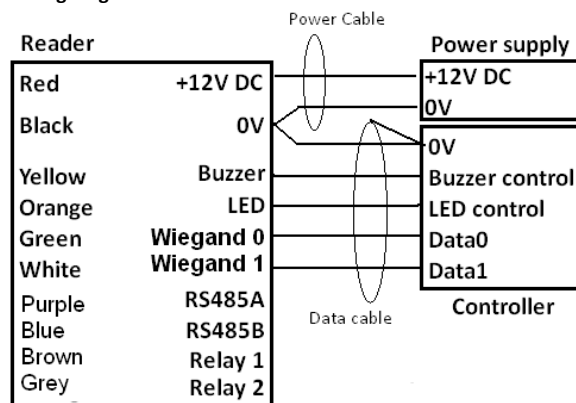 Power Cable
Reader
Power supply
Red +12V DC
+12V DC
Black 0V
0V
0V
Yellow Buzzer
Buzzer control
Orange LED
LED control
Green Wiegand 0
Data0
White Wiegand 1
Data1
Purple RS485A
Blue RS485B
Brown Relay 1
Grey Relay 2
Data cable
Controller